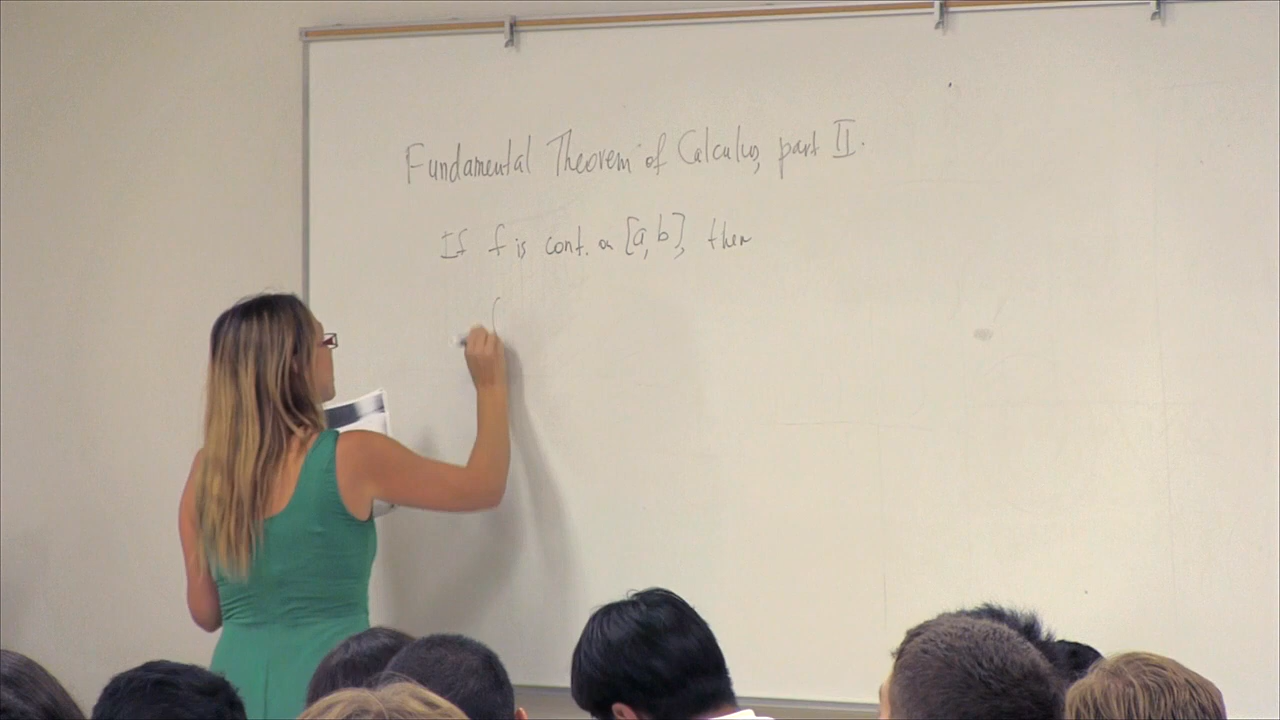 Fundamental Theorem of Calculus, part II.
If f is cont. on [a,b], then
∫